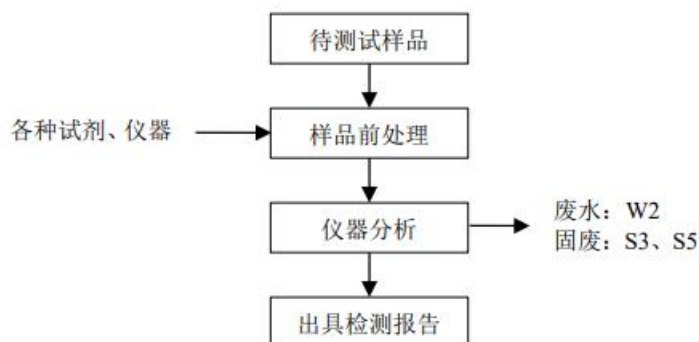 待测试样品
各种试剂、仪器
样品前处理
仪器分析
废水：W2
固废：S3、S5
出具检测报告